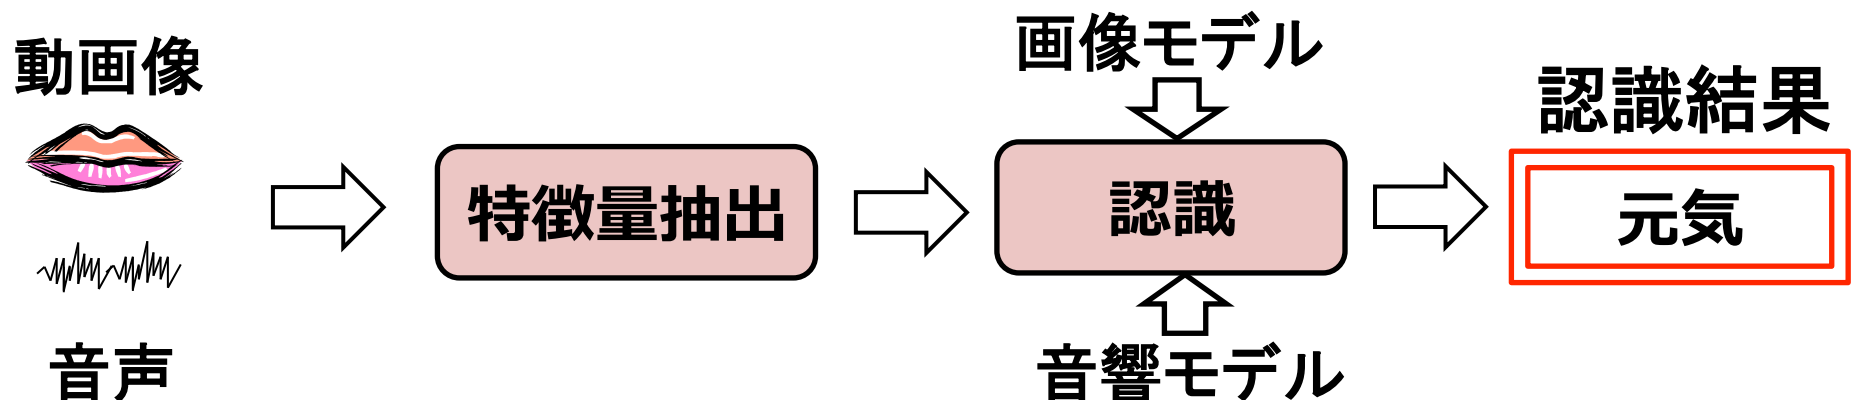 動画像
音声
特徴量抽出
画像モデル
認識
音響モデル
認識結果
元気